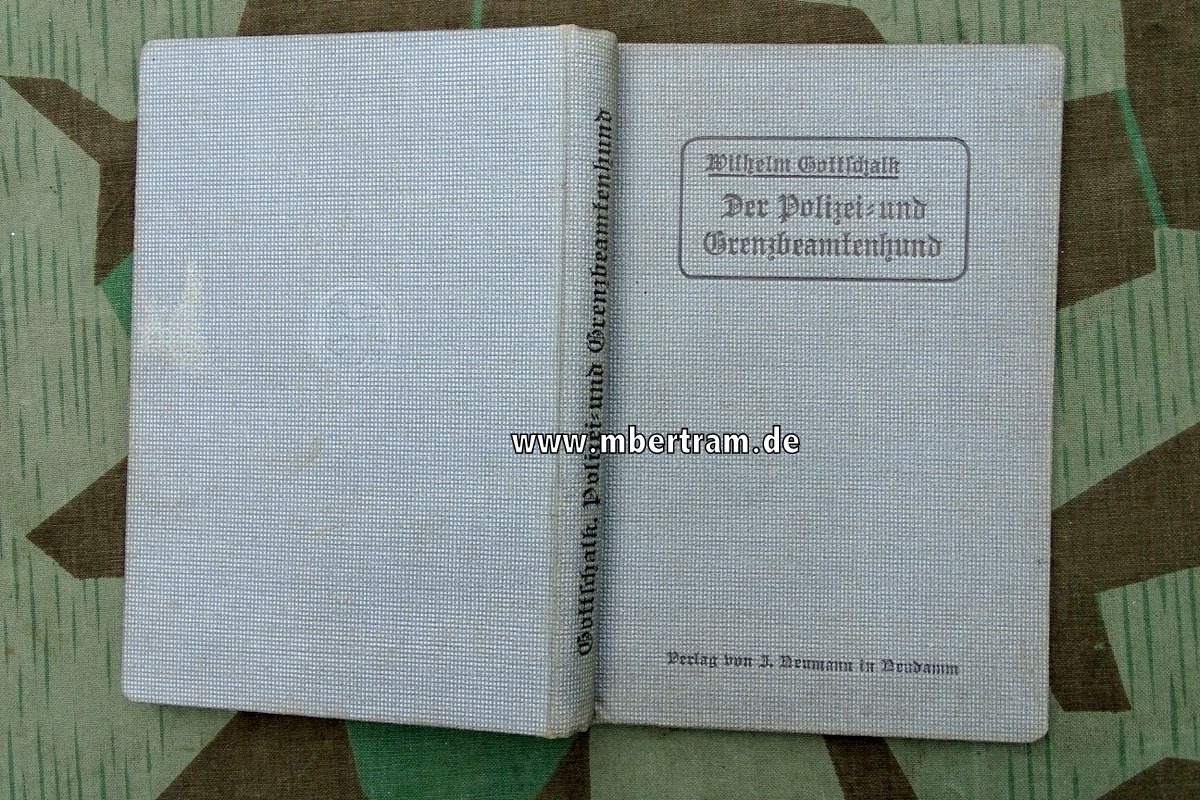 Gottschalk. Polizei- und Grenzbeamtenhund
Wilhelm Gottschalk
Der Polizei- und
Grenzbeamtenhund
www.mbertram.de
Verlag von J. Neumann in Neudamm